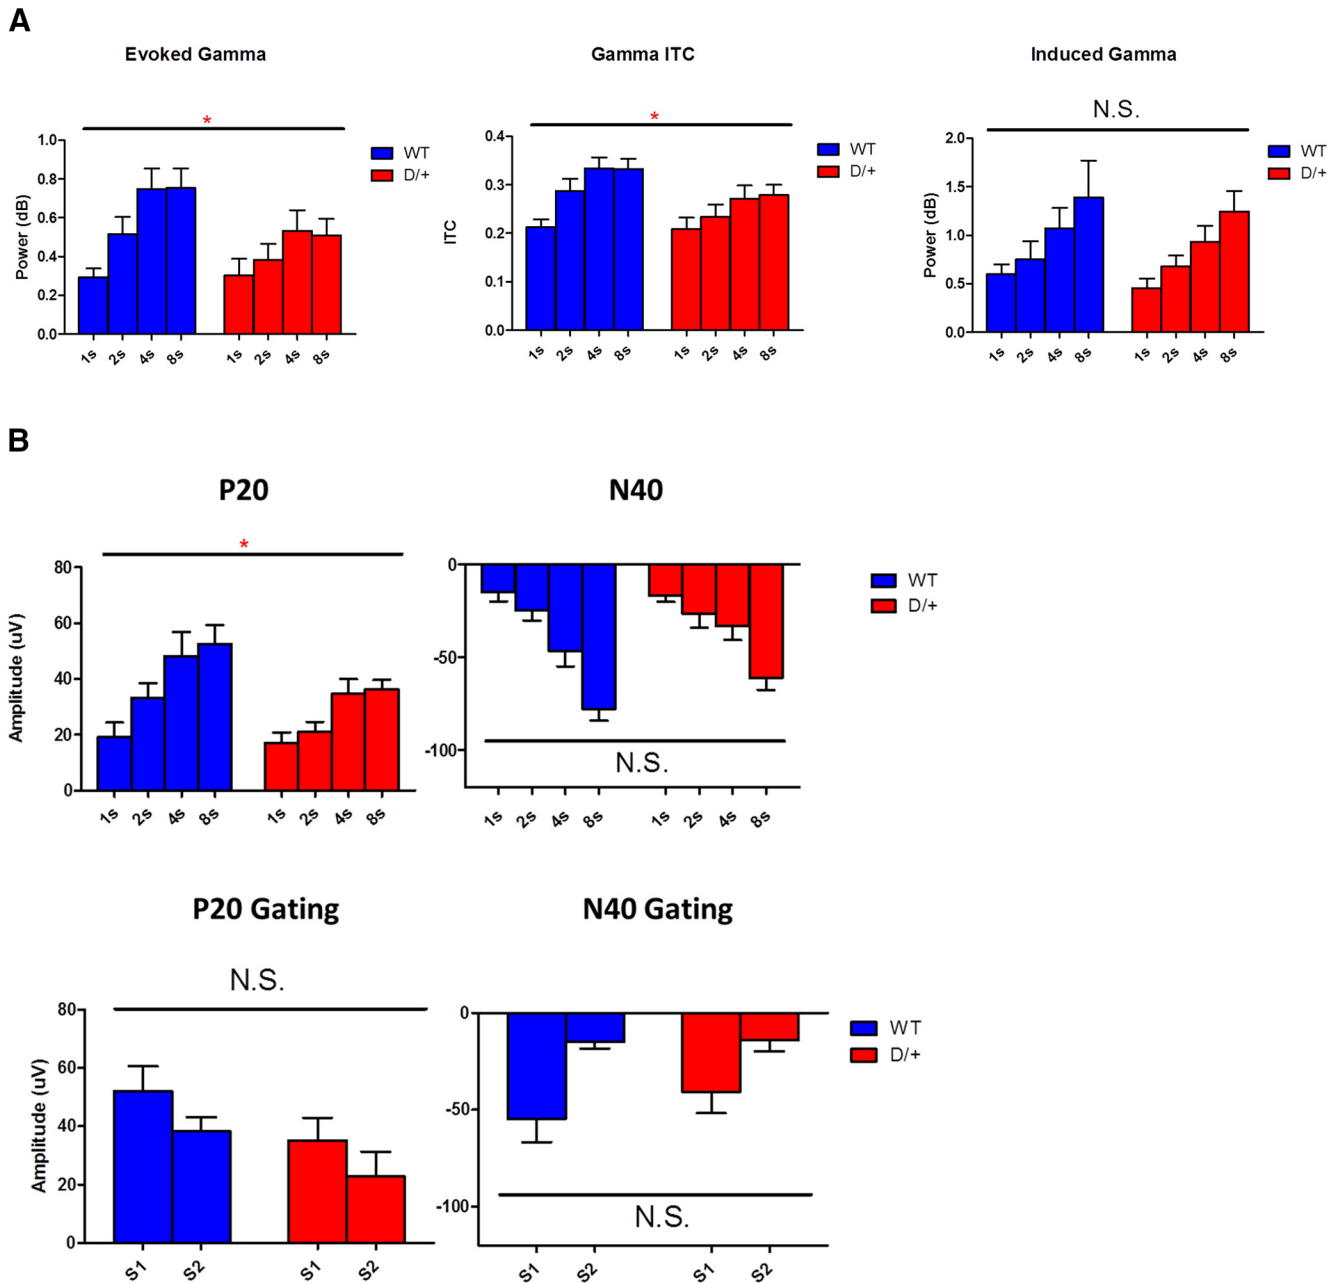 A
Evoked Gamma
Gamma ITC
Induced Gamma
*
*
N.S.
Power (dB)
1.0
0.8
0.6
0.4
0.2
0.0
1s 2s 4s 8s 1s 2s 4s 8s
WT
D/+
ITC
0.4
0.3
0.2
0.1
0.0
1s 2s 4s 8s 1s 2s 4s 8s
WT
D/+
Power (dB)
2.0
1.5
1.0
0.5
0.0
1s 2s 4s 8s 1s 2s 4s 8s
WT
D/+
B
P20
N40
*
Amplitude (uV)
80
60
40
20
0
1s 2s 4s 8s 1s 2s 4s 8s
0
-50
-100
N.S.
1s 2s 4s 8s 1s 2s 4s 8s
WT
D/+
P20 Gating
N40 Gating
N.S.
Amplitude (uV)
80
60
40
20
0
S1 S2 S1 S2
0
-50
-100
N.S.
S1 S2 S1 S2
WT
D/+